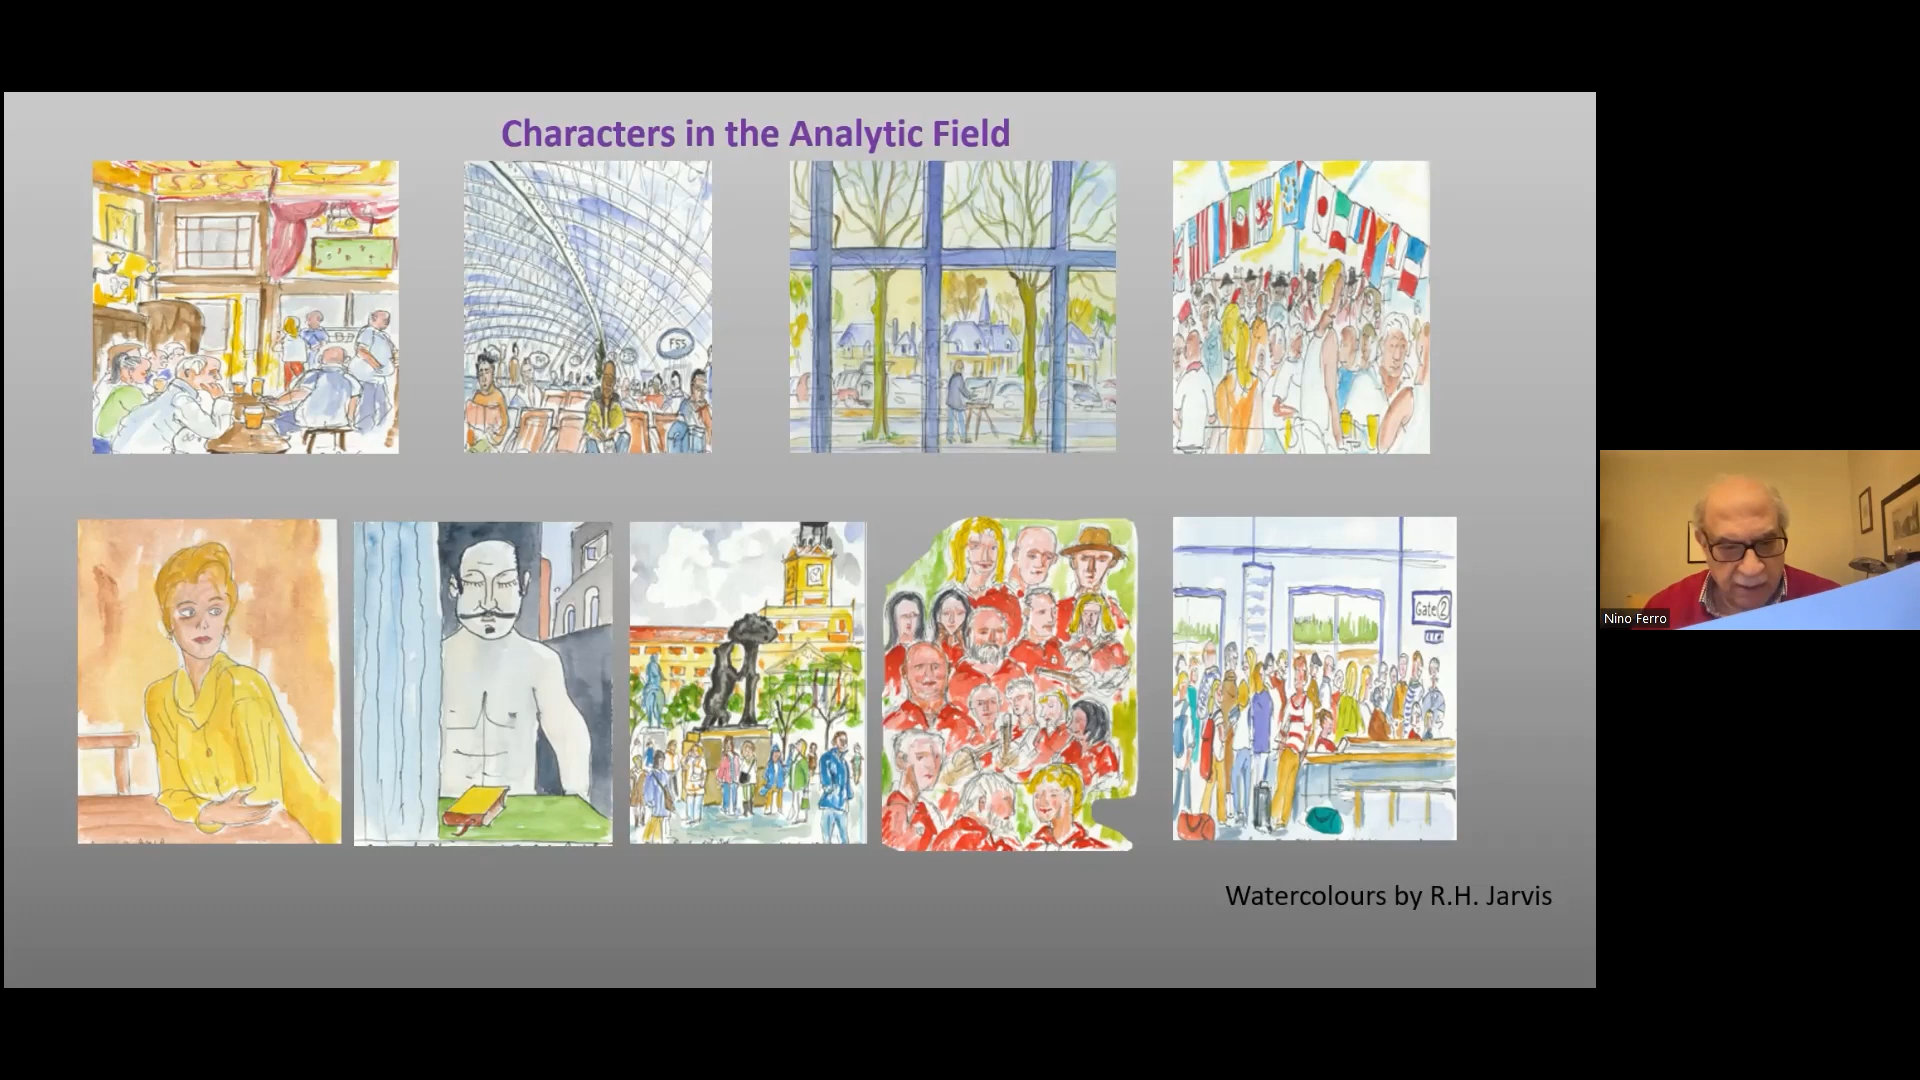 Characters in the Analytic Field
F55
Gate 2
Nino Ferro
Watercolours by R.H. Jarvis